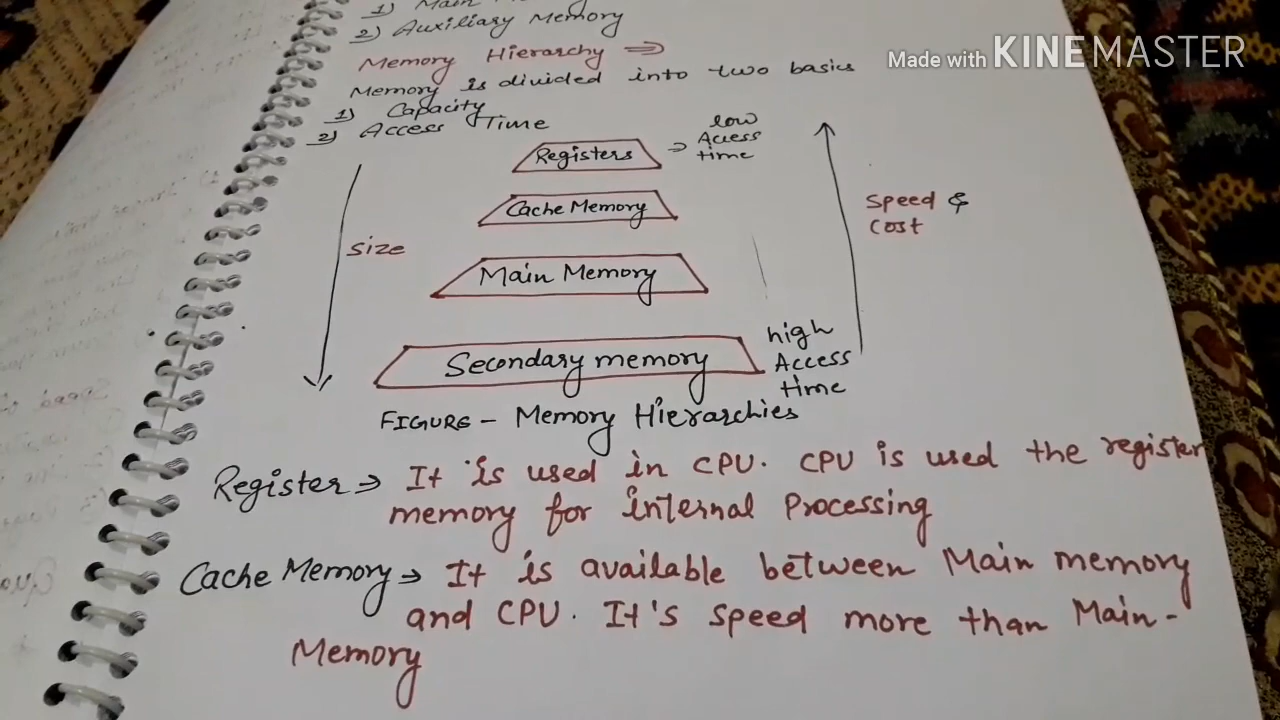 1) Main
2) Auxiliary Memory
Memory Hierarchy ⇒
Memory is divided into two basics
1) Capacity
2) Access Time
Registers → low Access time
Cache Memory
Main Memory
Secondary memory
high Access time
size
Speed &
Cost
FIGURE - Memory Hierarchies
Register → It is used in CPU. CPU is used the register
memory for internal Processing
Cache Memory → It is available between Main memory
and CPU. It's speed more than Main-
Memory
Made with KINEMASTER